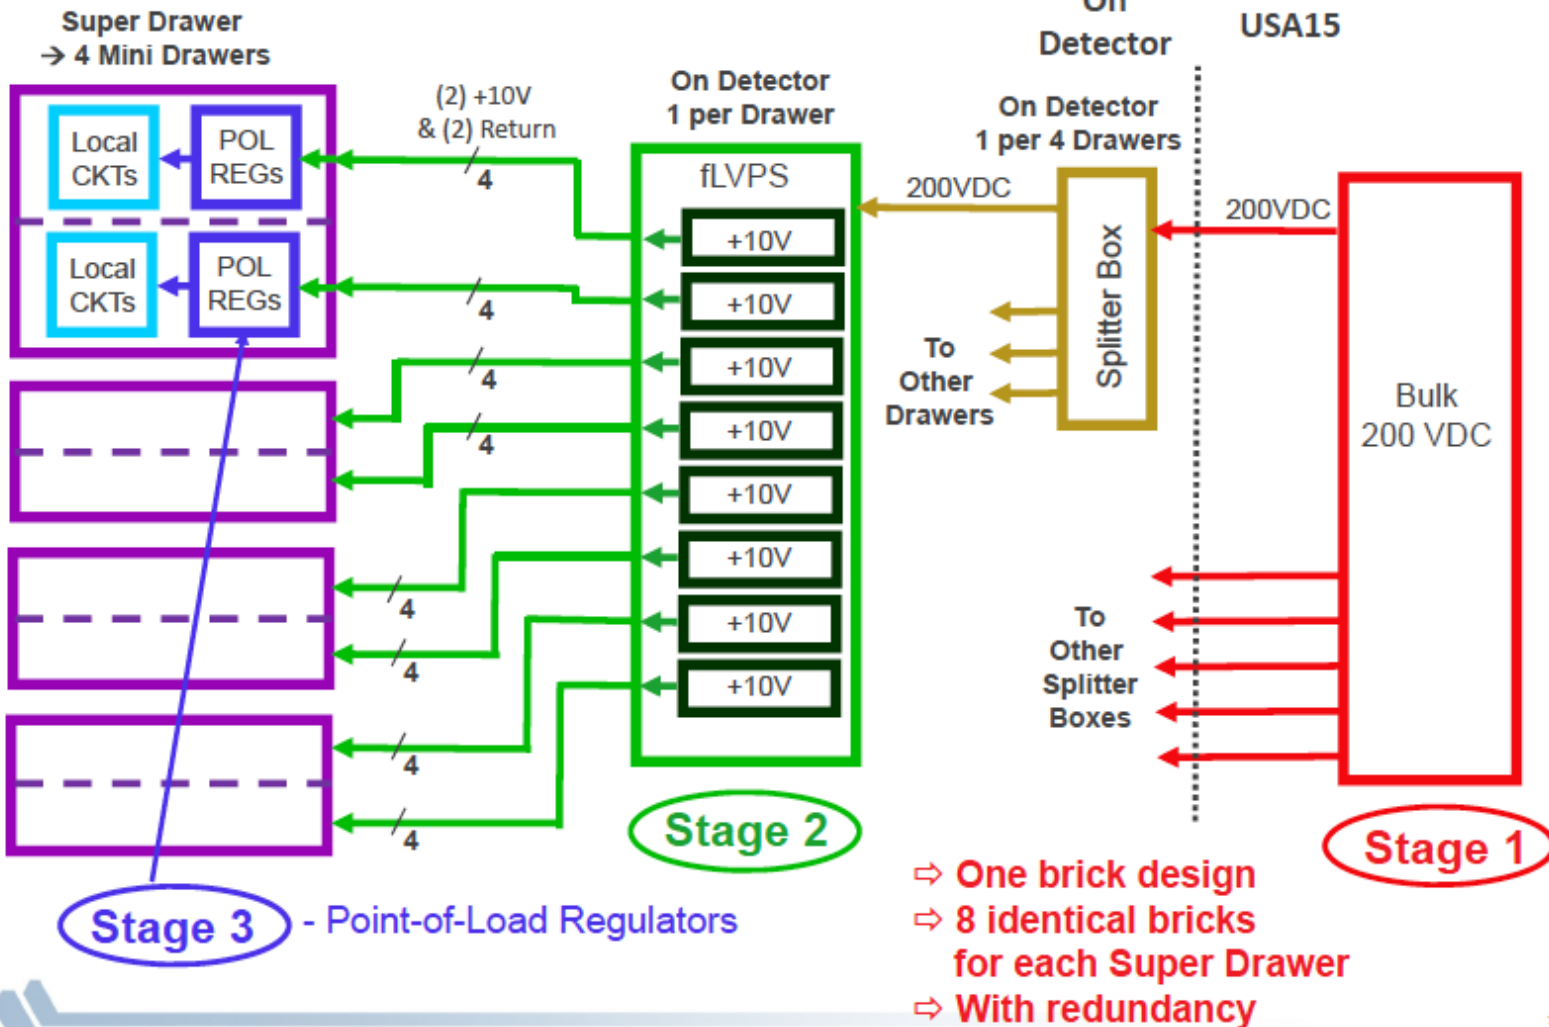 Super Drawer
→ 4 Mini Drawers
On
Detector
USA15
(2) +10V
& (2) Return
On Detector
1 per Drawer
On Detector
1 per 4 Drawers
Local
CKTs
POL
REGs
4
fLVPS
200VDC
200VDC
+10V
Local
CKTs
POL
REGs
4
+10V
4
+10V
4
+10V
+10V
4
+10V
4
+10V
4
+10V
4
Splitter Box
To
Other
Drawers
Bulk
200 VDC
To
Other
Splitter
Boxes
Stage 2
Stage 1
Stage 3
- Point-of-Load Regulators
⇨ One brick design
⇨ 8 identical bricks
for each Super Drawer
⇨ With redundancy